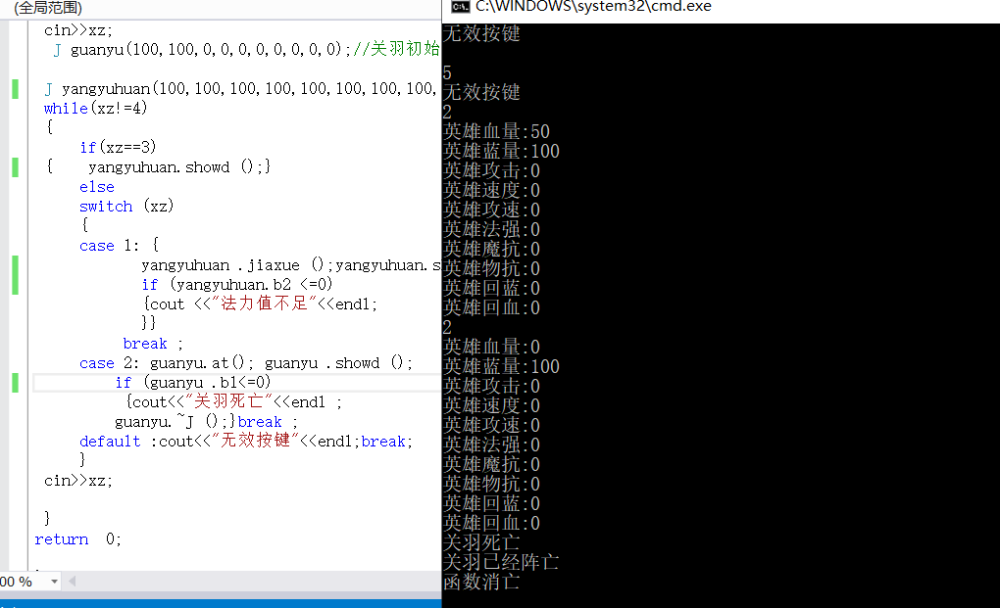 (全局范围)
cin>>xz;
J guanyu(100,100,0,0,0,0,0,0,0,0);//关羽初始
J yangyuhuan(100,100,100,100,100,100,100,100,
while(xz!=4)
{
if(xz==3)
{ yangyuhuan.showd ();}
else
switch (xz)
{
case 1: {
yangyuhuan .jiaxue ();yangyuhuan.s
if (yangyuhuan.b2 <=0)
{cout <<"法力值不足"<<endl;
}}
break ;
case 2: guanyu.at(); guanyu .showd ();
if (guanyu .b1<=0)
{cout<<"关羽死亡"<<endl ;
guanyu.~J ();}break ;
default :cout<<"无效按键"<<endl;break;
}
cin>>xz;
}
return 0;
00 %
C:\WINDOWS\system32\cmd.exe
无效按键
5
无效按键
2
英雄血量:50
英雄蓝量:100
英雄攻击:0
英雄速度:0
英雄攻速:0
英雄法强:0
英雄魔抗:0
英雄物抗:0
英雄回蓝:0
英雄回血:0
2
英雄血量:0
英雄蓝量:100
英雄攻击:0
英雄速度:0
英雄攻速:0
英雄法强:0
英雄魔抗:0
英雄物抗:0
英雄回蓝:0
英雄回血:0
关羽死亡
关羽已经阵亡
函数消亡